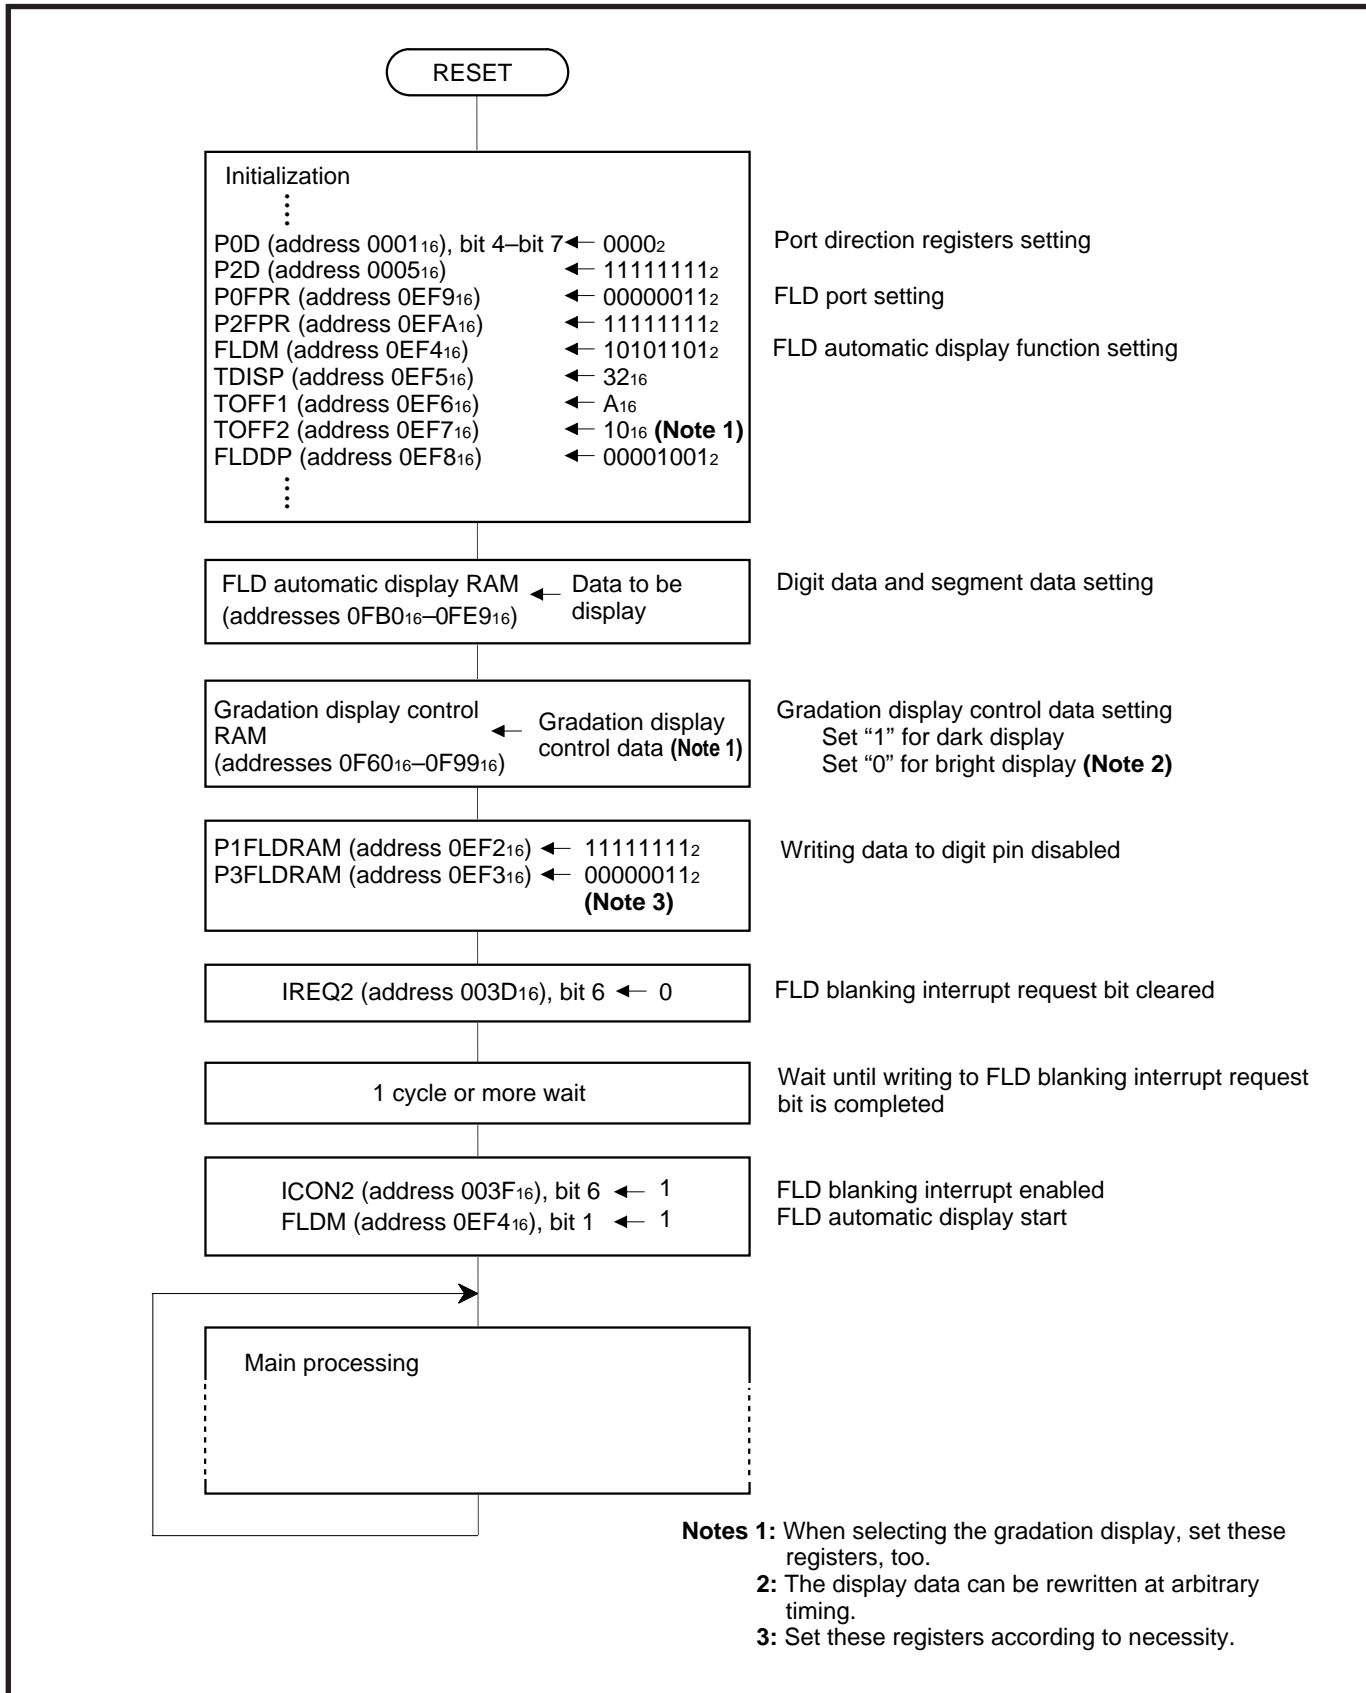 RESET
Initialization
P0D (address 0001₁₆), bit 4–bit 7 ← 0000₂ Port direction registers setting
P2D (address 0005₁₆) ← 11111111₂
P0FPR (address 0EF9₁₆) ← 00000011₂ FLD port setting
P2FPR (address 0EFA₁₆) ← 11111111₂
FLDM (address 0EF4₁₆) ← 10101101₂ FLD automatic display function setting
TDISP (address 0EF5₁₆) ← 32₁₆
TOFF1 (address 0EF6₁₆) ← A₁₆
TOFF2 (address 0EF7₁₆) ← 10₁₆ (Note 1)
FLDDP (address 0EF8₁₆) ← 00001001₂
FLD automatic display RAM ← Data to be Digit data and segment data setting
(addresses 0FB0₁₆–0FE9₁₆) display
Gradation display control Gradation display Gradation display control data setting
RAM ← control data (Note 1) Set “1” for dark display
(addresses 0F60₁₆–0F99₁₆) Set “0” for bright display (Note 2)
P1FLDRAM (address 0EF2₁₆) ← 11111111₂ Writing data to digit pin disabled
P3FLDRAM (address 0EF3₁₆) ← 00000011₂
(Note 3)
IREQ2 (address 003D₁₆), bit 6 ← 0 FLD blanking interrupt request bit cleared
1 cycle or more wait Wait until writing to FLD blanking interrupt request
bit is completed
ICON2 (address 003F₁₆), bit 6 ← 1 FLD blanking interrupt enabled
FLDM (address 0EF4₁₆), bit 1 ← 1 FLD automatic display start
Main processing
Notes 1: When selecting the gradation display, set these
registers, too.
2: The display data can be rewritten at arbitrary
timing.
3: Set these registers according to necessity.